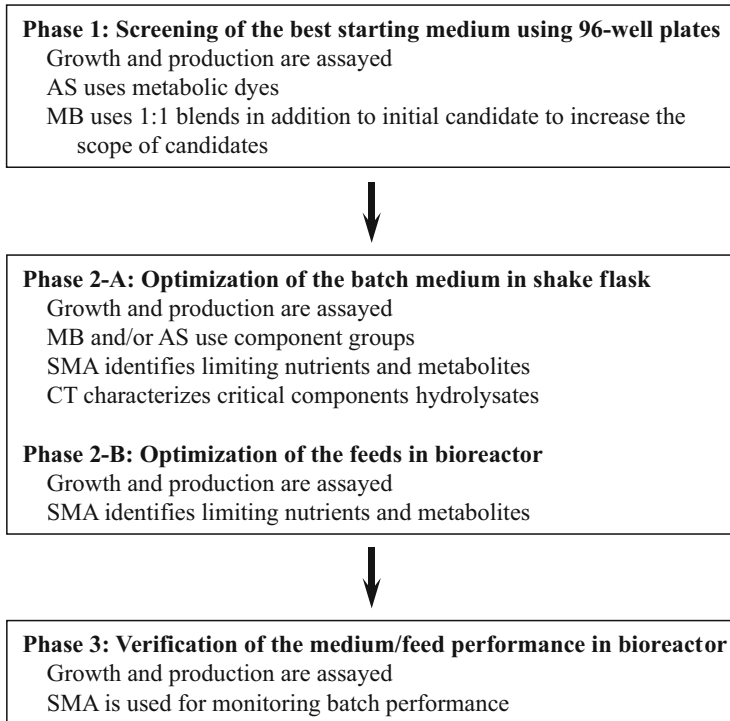 Phase 1: Screening of the best starting medium using 96-well plates
Growth and production are assayed
AS uses metabolic dyes
MB uses 1:1 blends in addition to initial candidate to increase the
scope of candidates
Phase 2-A: Optimization of the batch medium in shake flask
Growth and production are assayed
MB and/or AS use component groups
SMA identifies limiting nutrients and metabolites
CT characterizes critical components hydrolysates
Phase 2-B: Optimization of the feeds in bioreactor
Growth and production are assayed
SMA identifies limiting nutrients and metabolites
Phase 3: Verification of the medium/feed performance in bioreactor
Growth and production are assayed
SMA is used for monitoring batch performance